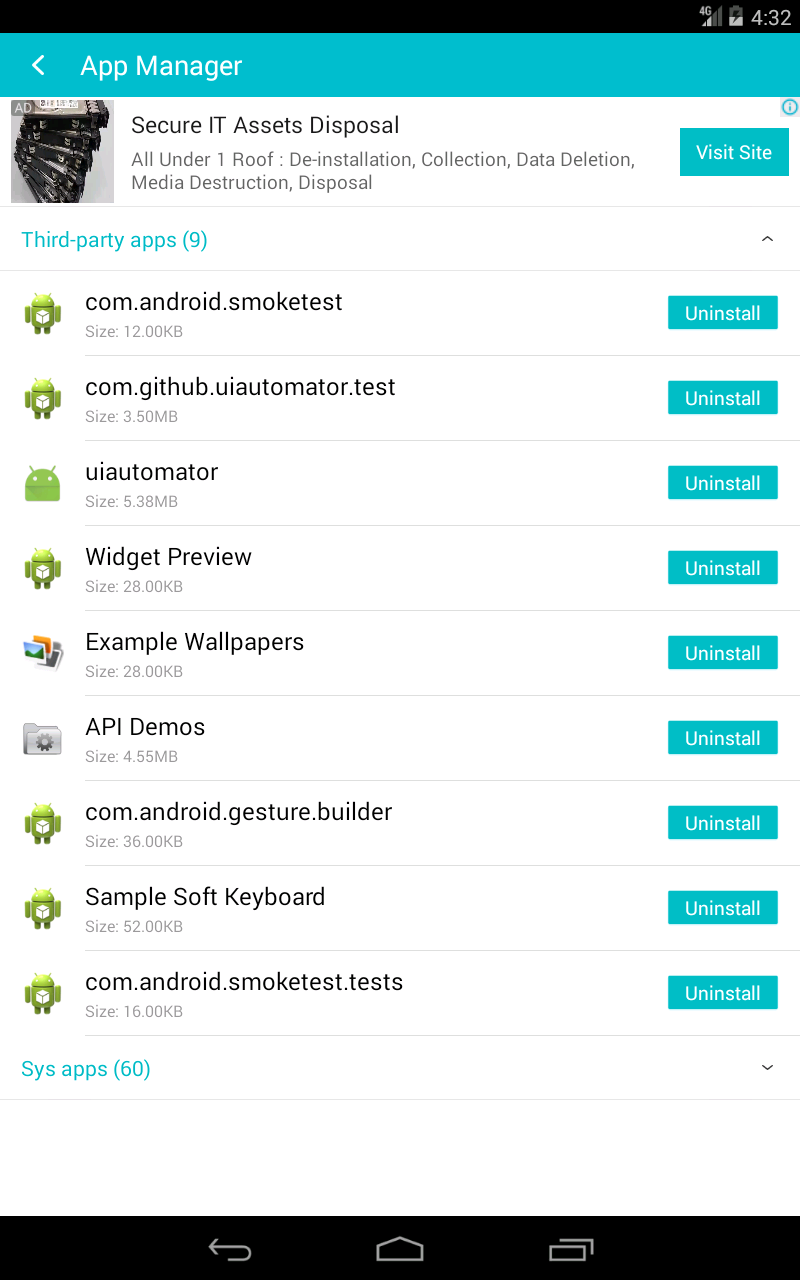 4G 4:32
App Manager
AD
Secure IT Assets Disposal
All Under 1 Roof : De-installation, Collection, Data Deletion,
Media Destruction, Disposal
Visit Site
Third-party apps (9)
com.android.smoketest
Size: 12.00KB
Uninstall
com.github.uiautomator.test
Size: 3.50MB
Uninstall
uiautomator
Size: 5.38MB
Uninstall
Widget Preview
Size: 28.00KB
Uninstall
Example Wallpapers
Size: 28.00KB
Uninstall
API Demos
Size: 4.55MB
Uninstall
com.android.gesture.builder
Size: 36.00KB
Uninstall
Sample Soft Keyboard
Size: 52.00KB
Uninstall
com.android.smoketest.tests
Size: 16.00KB
Uninstall
Sys apps (60)